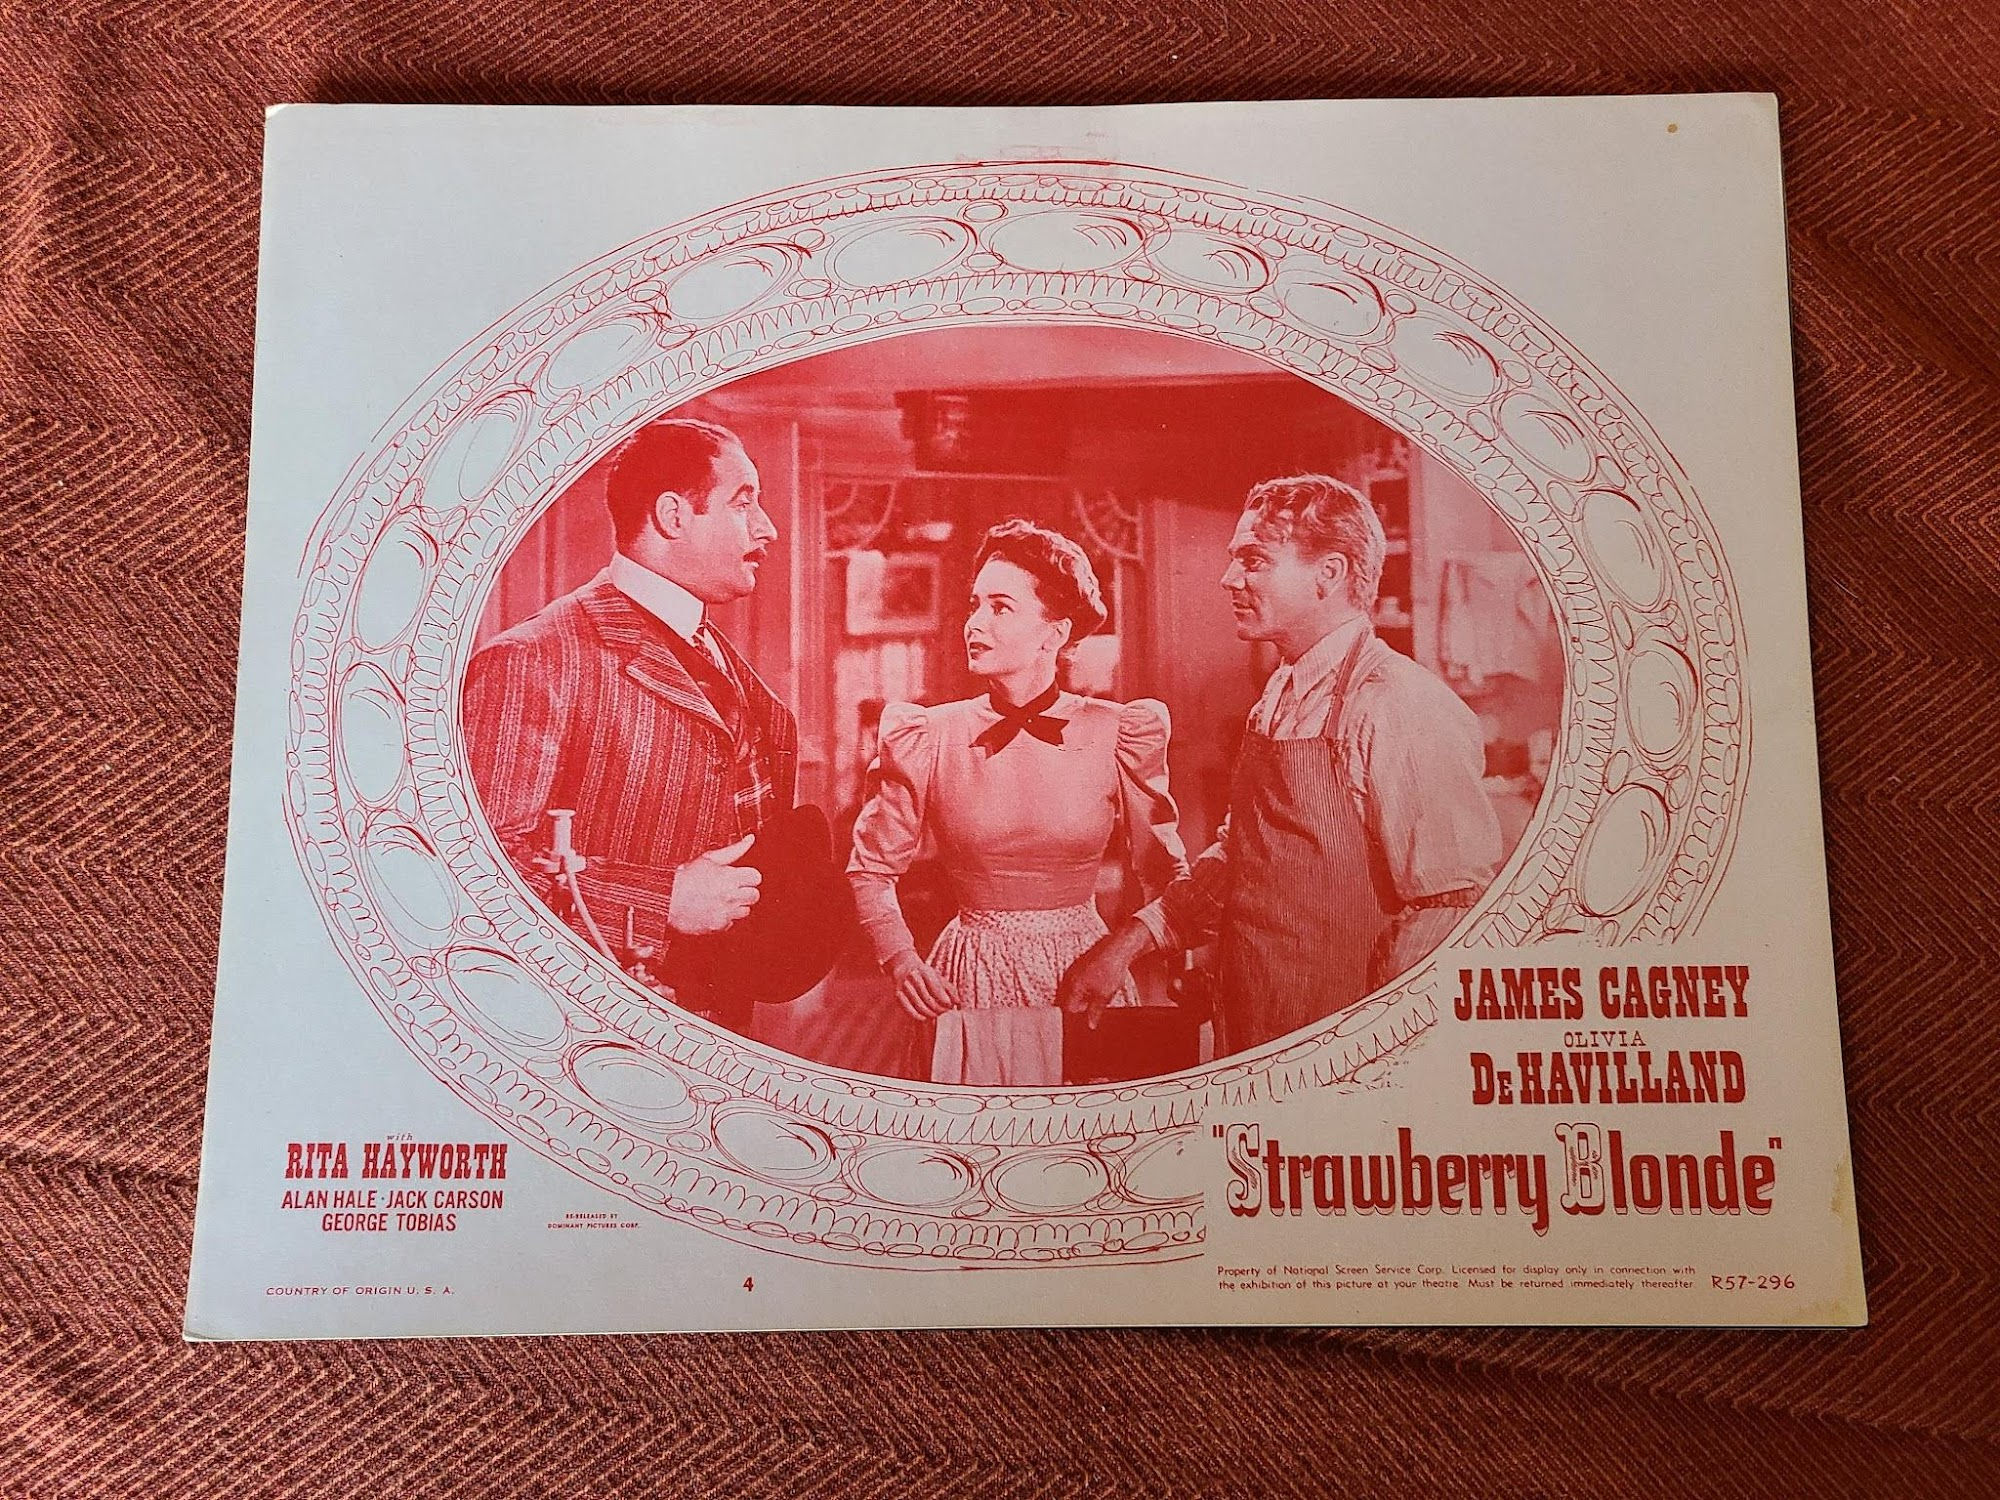 JAMES CAGNEY
OLIVIA
DE HAVILLAND
"Strawberry Blonde"
with
RITA HAYWORTH
ALAN HALE · JACK CARSON
GEORGE TOBIAS
RE-RELEASED BY
DOMINANT PICTURES CORP.
COUNTRY OF ORIGIN U. S. A.
4
Property of National Screen Service Corp. Licensed for display only in connection with
the exhibition of this picture at your theatre. Must be returned immediately thereafter.
R57-296